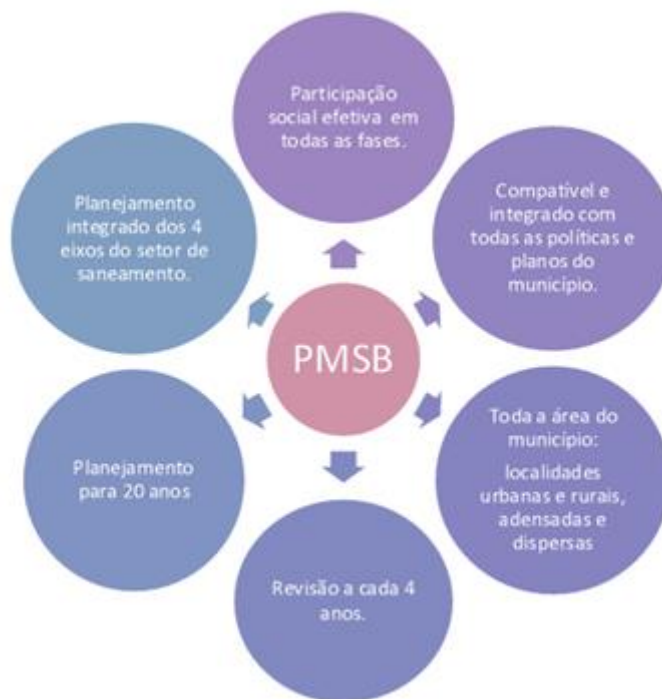 Participação
social efetiva em
todas as fases.
Planejamento
integrado dos 4
eixos do setor de
saneamento.
Compatível e
integrado com
todas as políticas e
planos do
município.
PMSB
Planejamento
para 20 anos
Toda a área do
município:
localidades
urbanas e rurais,
adensadas e
dispersas
Revisão a cada 4
anos.